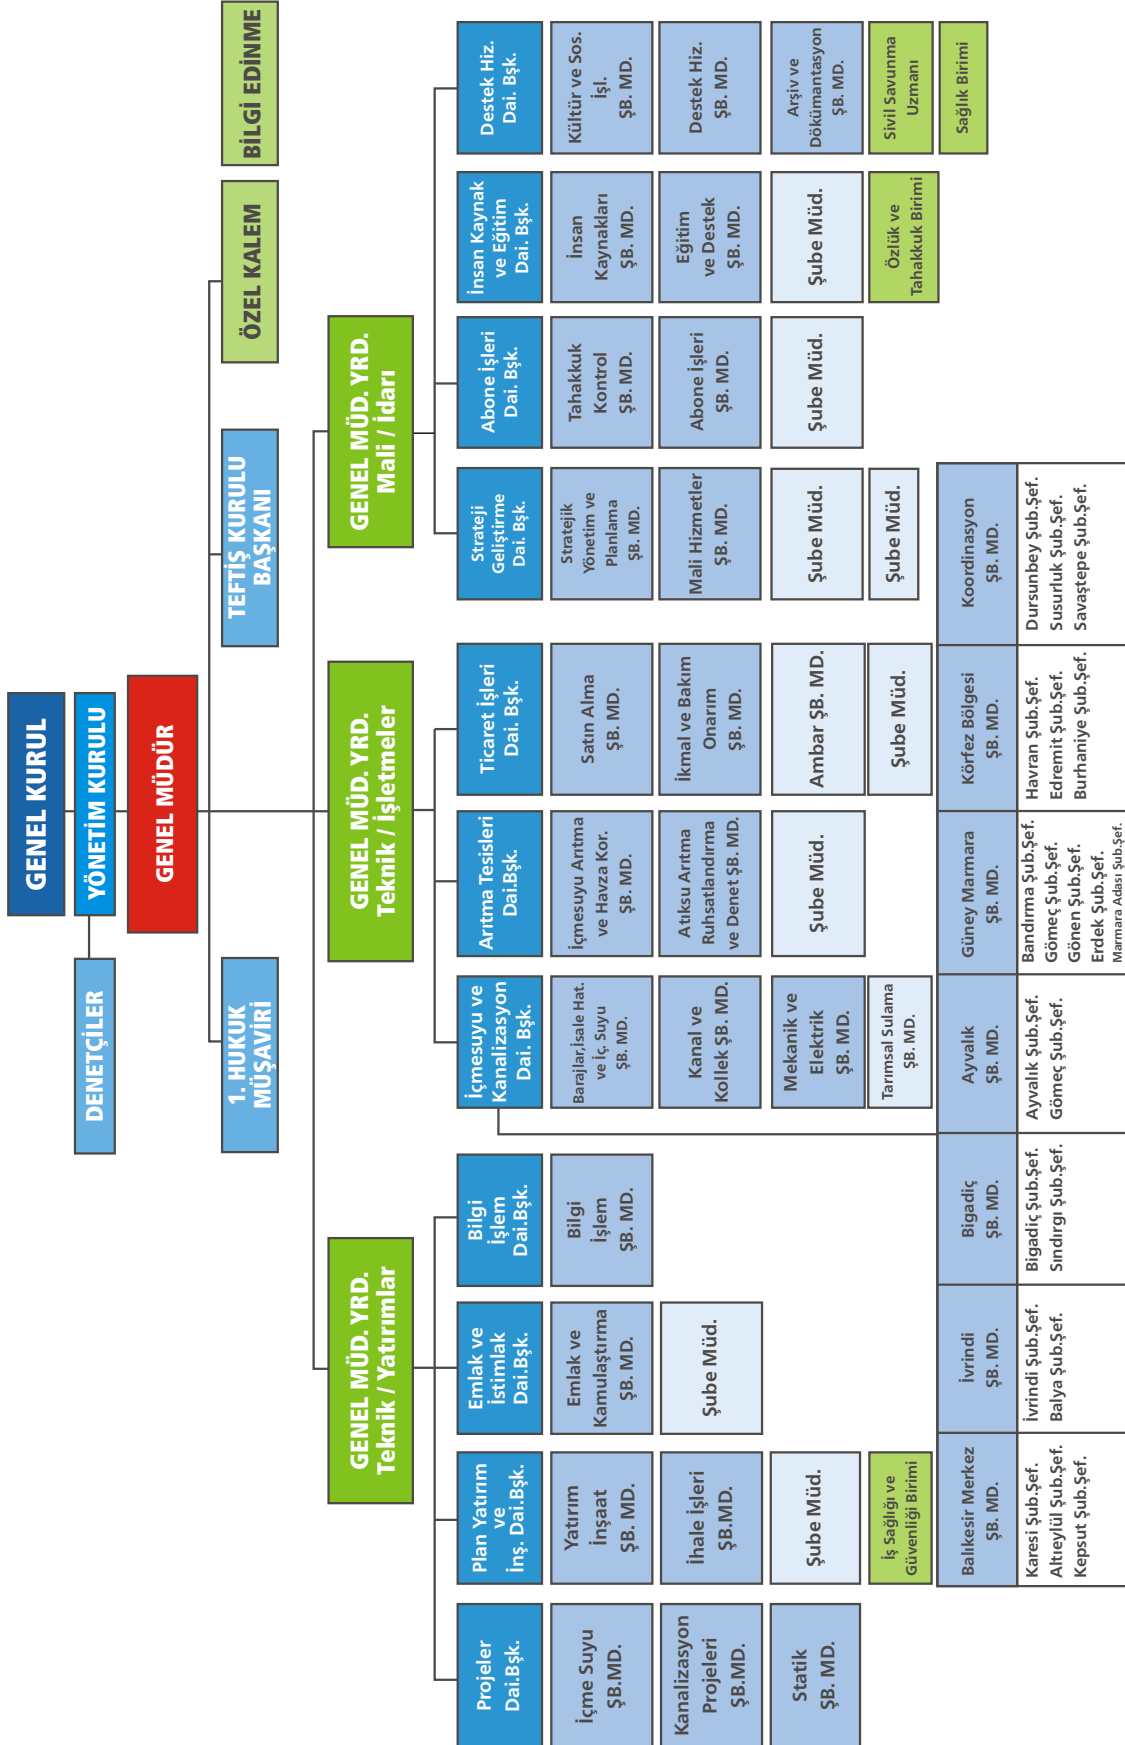 GENEL KURUL
YÖNETİM KURULU
DENETÇİLER
GENEL MÜDÜR
1. HUKUK
MÜŞAVİRİ
TEFTİŞ KURULU
BAŞKANI
ÖZEL KALEM
BİLGİ EDİNME
GENEL MÜD. YRD.
Teknik / Yatırımlar
GENEL MÜD. YRD.
Teknik / İşletmeler
GENEL MÜD. YRD.
Mali / İdarı
Projeler
Dai.Bşk.
İçme Suyu
ŞB.MD.
Kanalizasyon
Projeleri
ŞB.MD.
Statik
ŞB. MD.
Plan Yatırım
ve
İnş. Dai.Bşk.
Yatırım
İnşaat
ŞB. MD.
İhale İşleri
ŞB.MD.
Şube Müd.
İş Sağlığı ve
Güvenliği Birimi
Emlak ve
İstimlak
Dai.Bşk.
Emlak ve
Kamulaştırma
ŞB. MD.
Şube Müd.
Bilgi
İşlem
Dai.Bşk.
Bilgi
İşlem
ŞB. MD.
İçmesuyu ve
Kanalizasyon
Dai. Bşk.
Barajlar,İsale Hat.
ve İç. Suyu
ŞB. MD.
Kanal ve
Kollek ŞB. MD.
Mekanik ve
Elektrik
ŞB. MD.
Tarımsal Sulama
ŞB. MD.
Arıtma Tesisleri
Dai.Bşk.
İçmesuyu Arıtma
ve Havza Kor.
ŞB. MD.
Atıksu Arıtma
Ruhsatlandırma
ve Denet ŞB. MD.
Şube Müd.
Ticaret İşleri
Dai. Bşk.
Satın Alma
ŞB. MD.
İkmal ve Bakım
Onarım
ŞB. MD.
Ambar ŞB. MD.
Şube Müd.
Strateji
Geliştirme
Dai. Bşk.
Stratejik
Yönetim ve
Planlama
ŞB. MD.
Mali Hizmetler
ŞB. MD.
Şube Müd.
Şube Müd.
Abone İşleri
Dai. Bşk.
Tahakkuk
Kontrol
ŞB. MD.
Abone İşleri
ŞB. MD.
Şube Müd.
İnsan Kaynak
ve Eğitim
Dai. Bşk.
İnsan
Kaynakları
ŞB. MD.
Eğitim
ve Destek
ŞB. MD.
Şube Müd.
Özlük ve
Tahakkuk Birimi
Destek Hiz.
Dai. Bşk.
Kültür ve Sos.
İşl.
ŞB. MD.
Destek Hiz.
ŞB. MD.
Arşiv ve
Dökümantasyon
ŞB. MD.
Sivil Savunma
Uzmanı
Sağlık Birimi
Balıkesir Merkez
ŞB. MD.
Karesi Şub.Şef.
Altıeylül Şub.Şef.
Kepsut Şub.Şef.
İvrindi
ŞB. MD.
İvrindi Şub.Şef.
Balya Şub.Şef.
Bigadiç
ŞB. MD.
Bigadiç Şub.Şef.
Sındırgı Şub.Şef.
Ayvalık
ŞB. MD.
Ayvalık Şub.Şef.
Gömeç Şub.Şef.
Güney Marmara
ŞB. MD.
Bandırma Şub.Şef.
Gömeç Şub.Şef.
Gönen Şub.Şef.
Erdek Şub.Şef.
Marmara Adası Şub.Şef.
Körfez Bölgesi
ŞB. MD.
Havran Şub.Şef.
Edremit Şub.Şef.
Burhaniye Şub.Şef.
Koordinasyon
ŞB. MD.
Dursunbey Şub.Şef.
Susurluk Şub.Şef.
Savaştepe Şub.Şef.